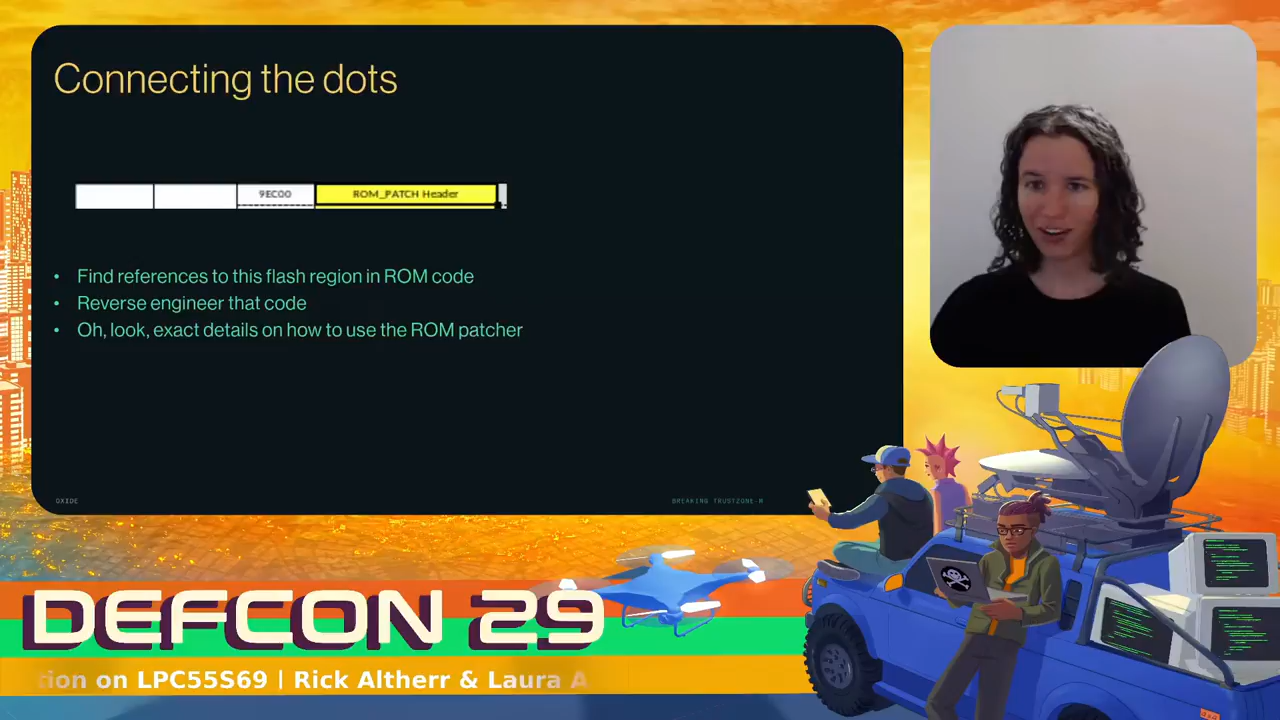 Connecting the dots
9EC00 ROM_PATCH Header
• Find references to this flash region in ROM code
• Reverse engineer that code
• Oh, look, exact details on how to use the ROM patcher
OXIDE BREAKING TRUSTZONE-M
DEFCON 29
tion on LPC55S69 | Rick Altherr & Laura A